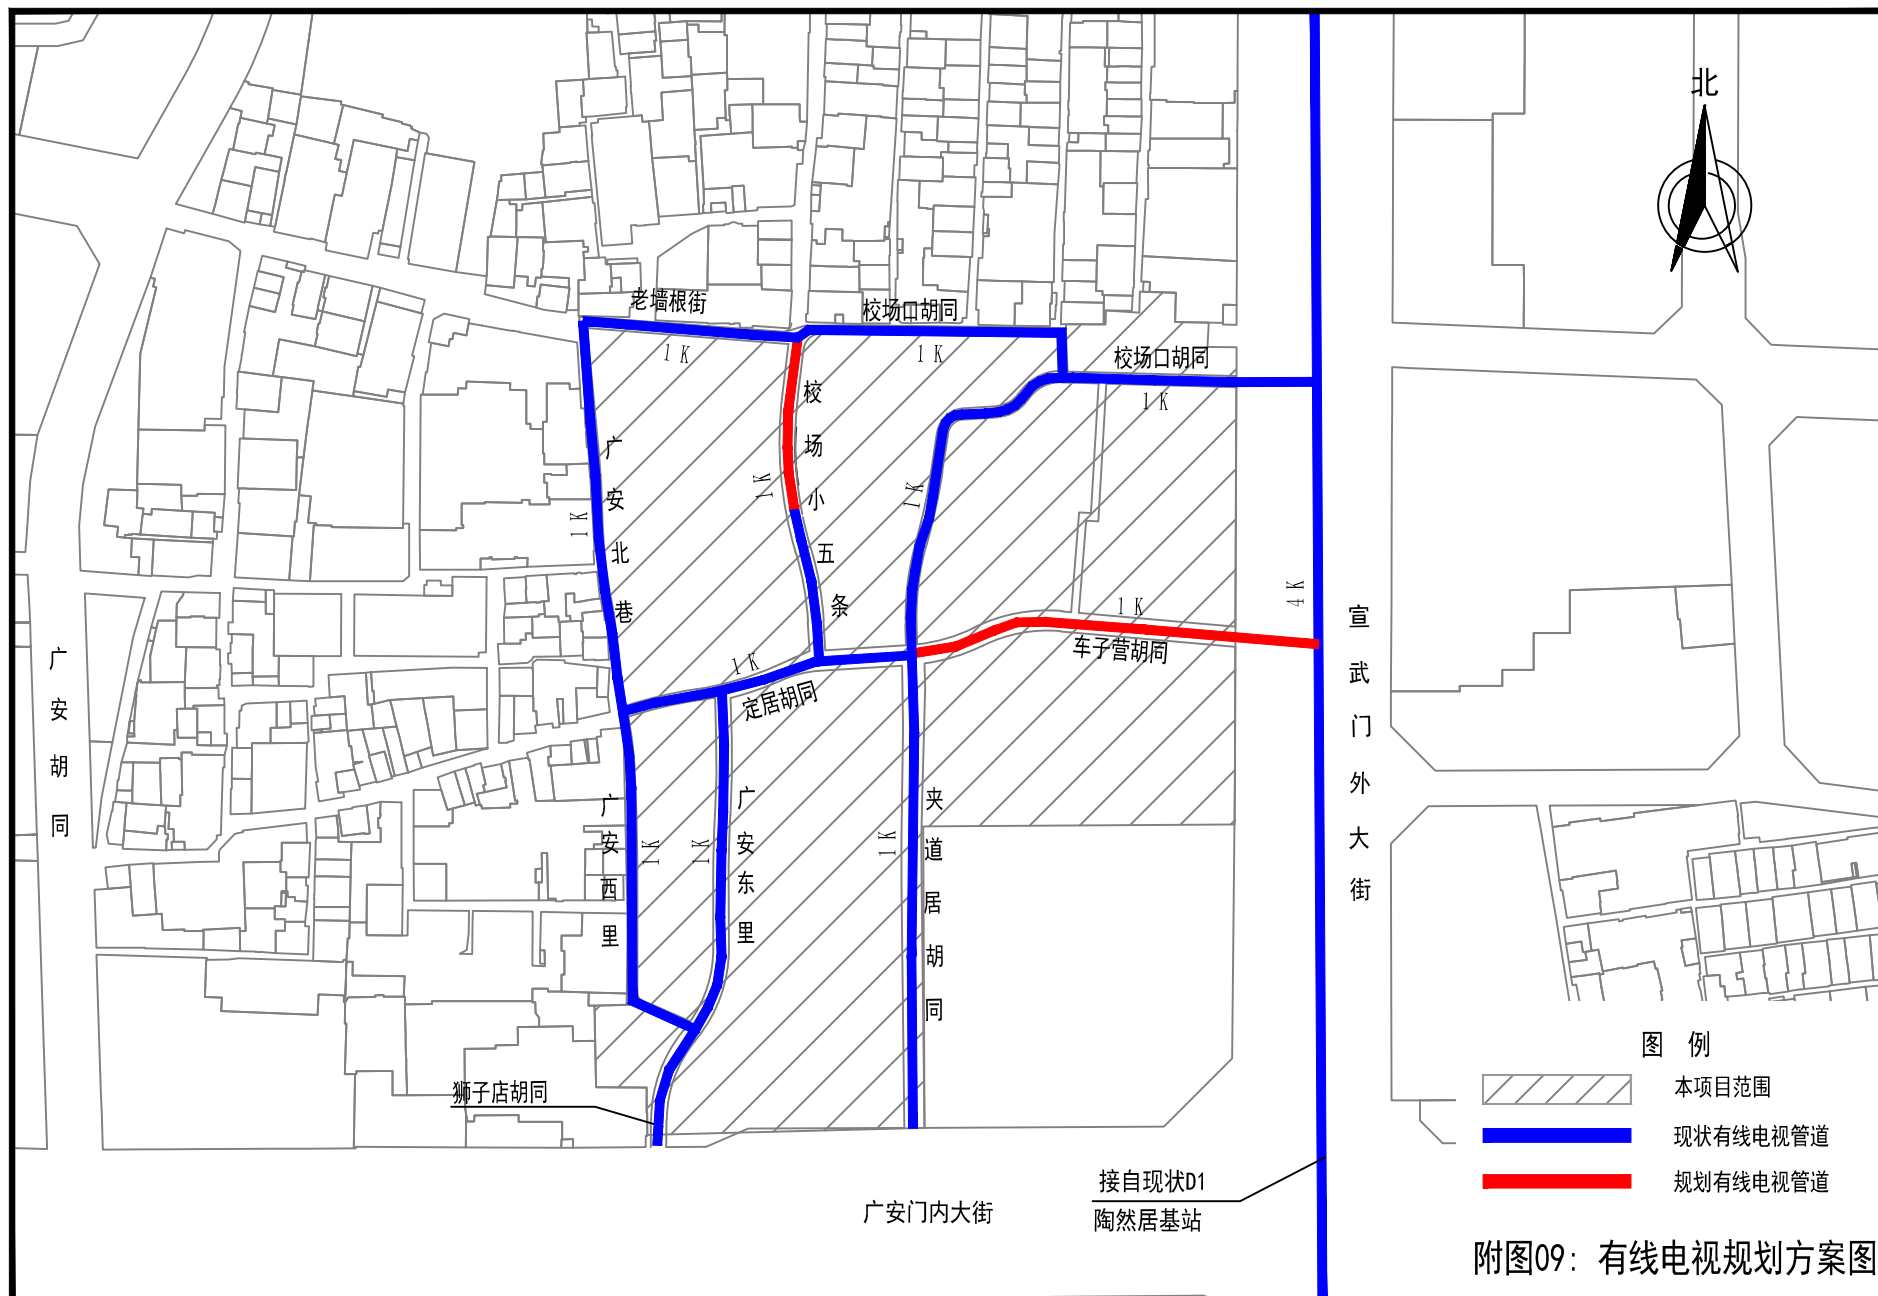 北
老墙根街
校场口胡同
校场口胡同
1 K
1 K
1 K
校场小五条
广安北巷
1K
1K
1K
4 K
1 K
车子营胡同
1 K
定居胡同
宣武门外大街
广安胡同
广安西里
1K
1K
广安东里
1K
夹道居胡同
狮子店胡同
图 例
本项目范围
现状有线电视管道
规划有线电视管道
接自现状D1
陶然居基站
广安门内大街
附图09: 有线电视规划方案图